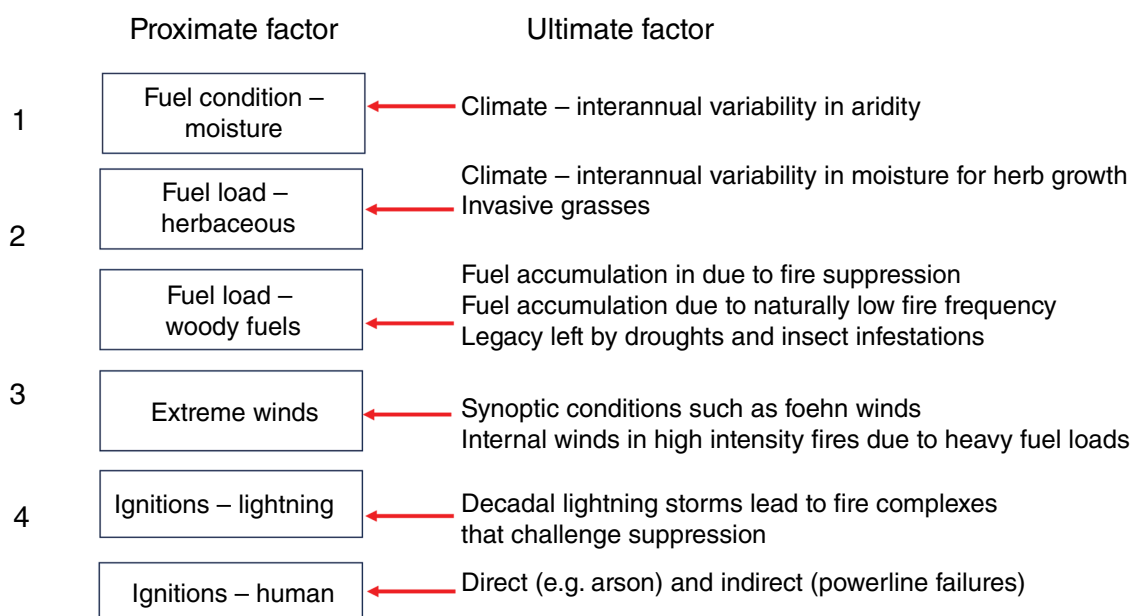 Proximate factor Ultimate factor
1
Fuel condition –
moisture
Climate – interannual variability in aridity
2
Fuel load –
herbaceous
Climate – interannual variability in moisture for herb growth
Invasive grasses
Fuel load –
woody fuels
Fuel accumulation in due to fire suppression
Fuel accumulation due to naturally low fire frequency
Legacy left by droughts and insect infestations
3
Extreme winds
Synoptic conditions such as foehn winds
Internal winds in high intensity fires due to heavy fuel loads
4
Ignitions – lightning
Decadal lightning storms lead to fire complexes
that challenge suppression
Ignitions – human
Direct (e.g. arson) and indirect (powerline failures)